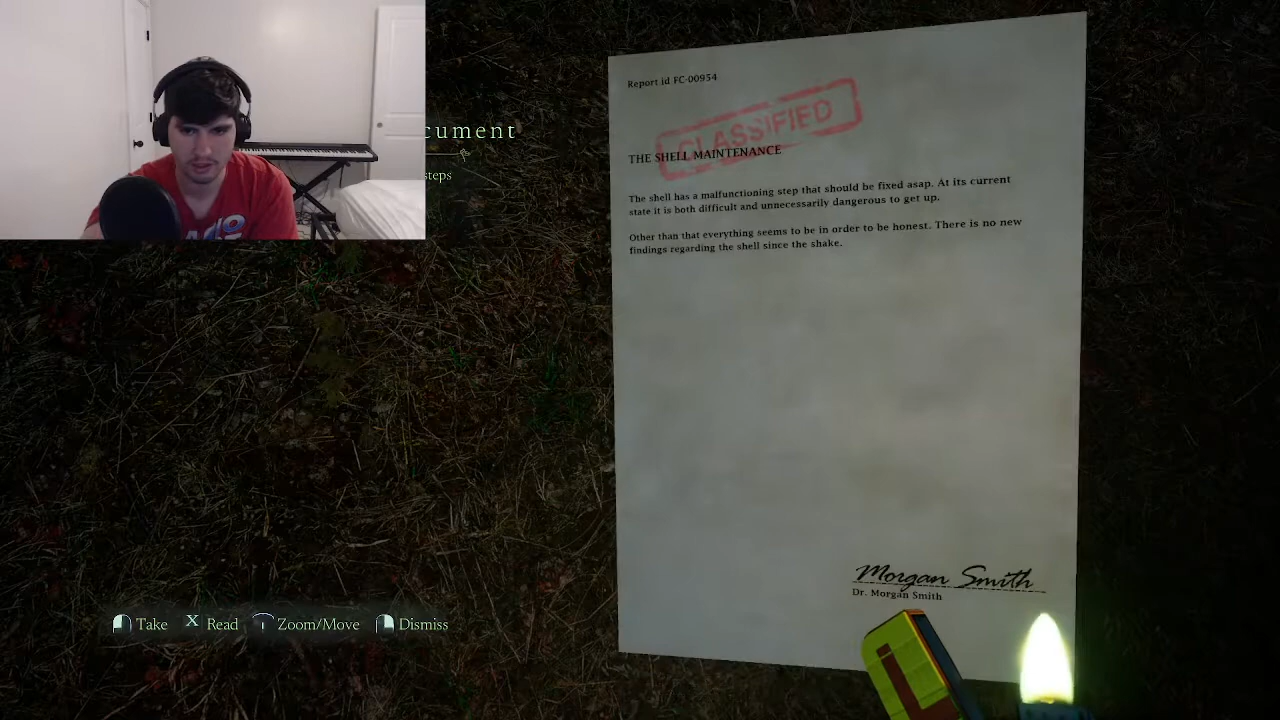 Report id FC-00954
CLASSIFIED
THE SHELL MAINTENANCE
The shell has a malfunctioning step that should be fixed asap. At its current
state it is both difficult and unnecessarily dangerous to get up.
Other than that everything seems to be in order to be honest. There is no new
findings regarding the shell since the shake.
Morgan Smith
Dr. Morgan Smith
cument
steps
Take X Read Zoom/Move Dismiss